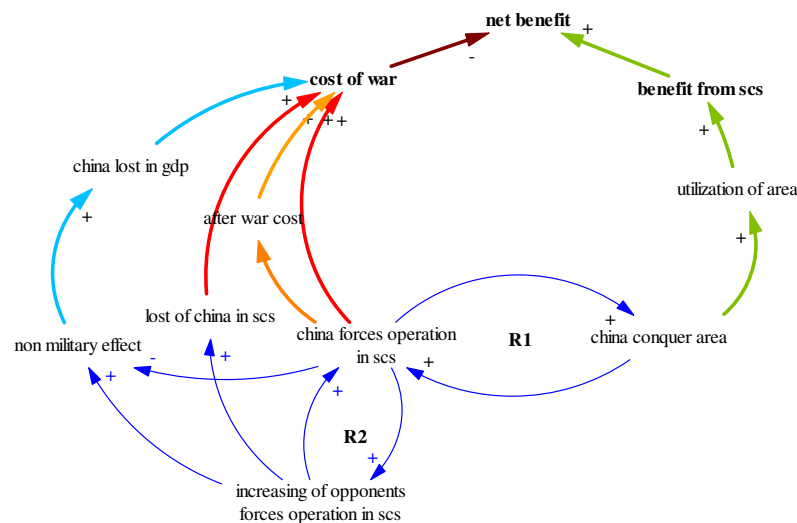 net benefit
+
-
cost of war
benefit from scs
+
+ + +
+
china lost in gdp
utilization of area
+
after war cost
+
lost of china in scs
+
china forces operation
in scs
R1
china conquer area
non military effect
-
+
+
+
+
R2
+
increasing of opponents
forces operation in scs